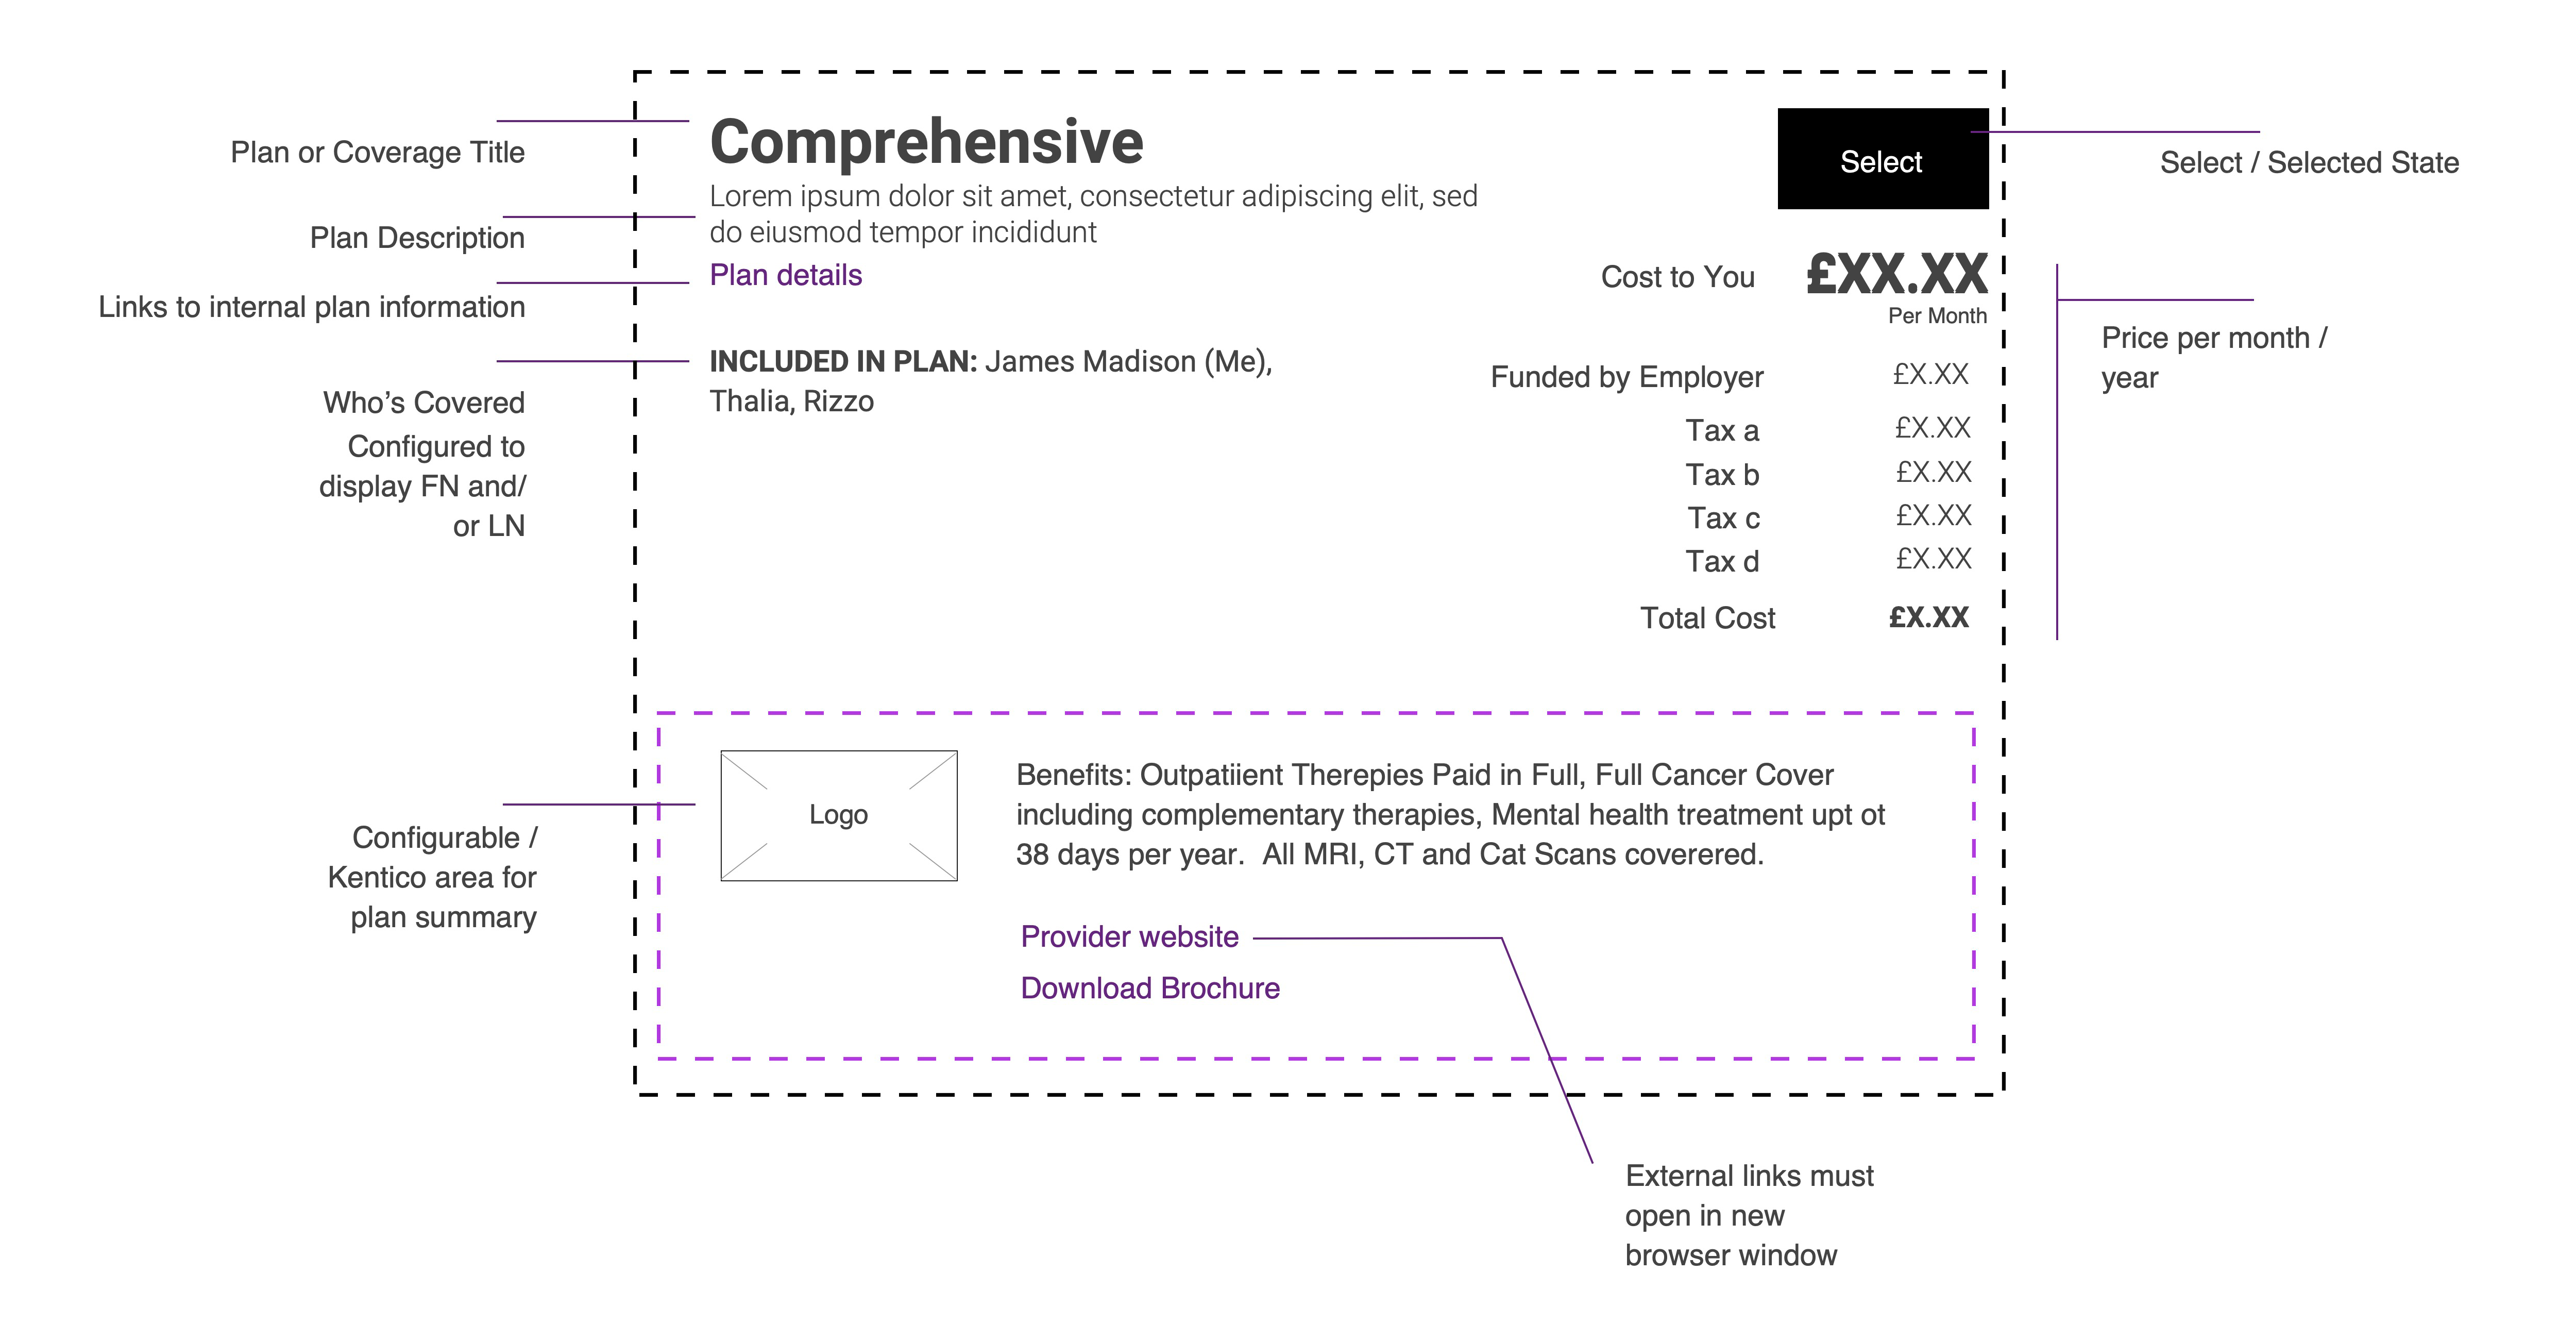 Plan or Coverage Title
Plan Description
Links to internal plan information
Who’s Covered
Configured to
display FN and/
or LN
Configurable /
Kentico area for
plan summary
Comprehensive
Lorem ipsum dolor sit amet, consectetur adipiscing elit, sed
do eiusmod tempor incididunt
Plan details
INCLUDED IN PLAN: James Madison (Me),
Thalia, Rizzo
Select
Cost to You £XX.XX
Per Month
Funded by Employer £X.XX
Tax a £X.XX
Tax b £X.XX
Tax c £X.XX
Tax d £X.XX
Total Cost £X.XX
Logo
Benefits: Outpatiient Therepies Paid in Full, Full Cancer Cover
including complementary therapies, Mental health treatment upt ot
38 days per year.  All MRI, CT and Cat Scans coverered.
Provider website
Download Brochure
Select / Selected State
Price per month /
year
External links must
open in new
browser window